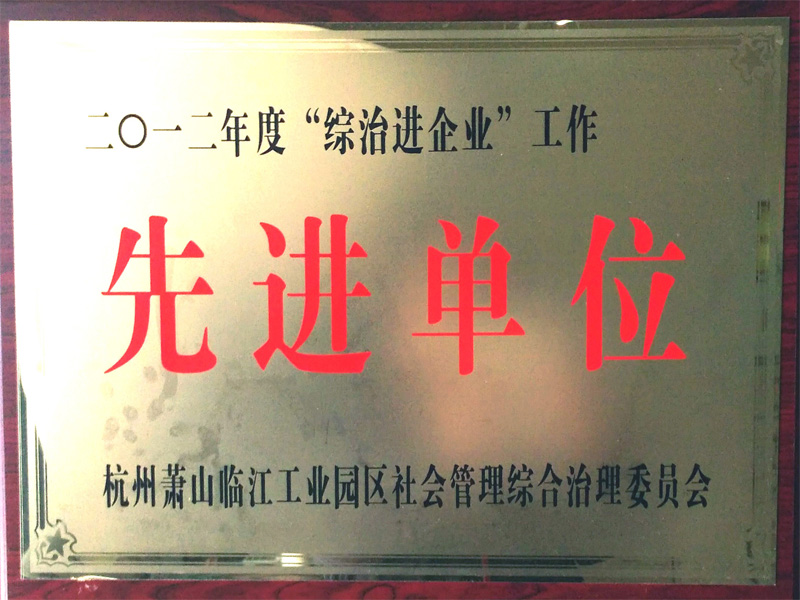 二〇一二年度“综治进企业”工作
先进单位
杭州萧山临江工业园区社会管理综合治理委员会